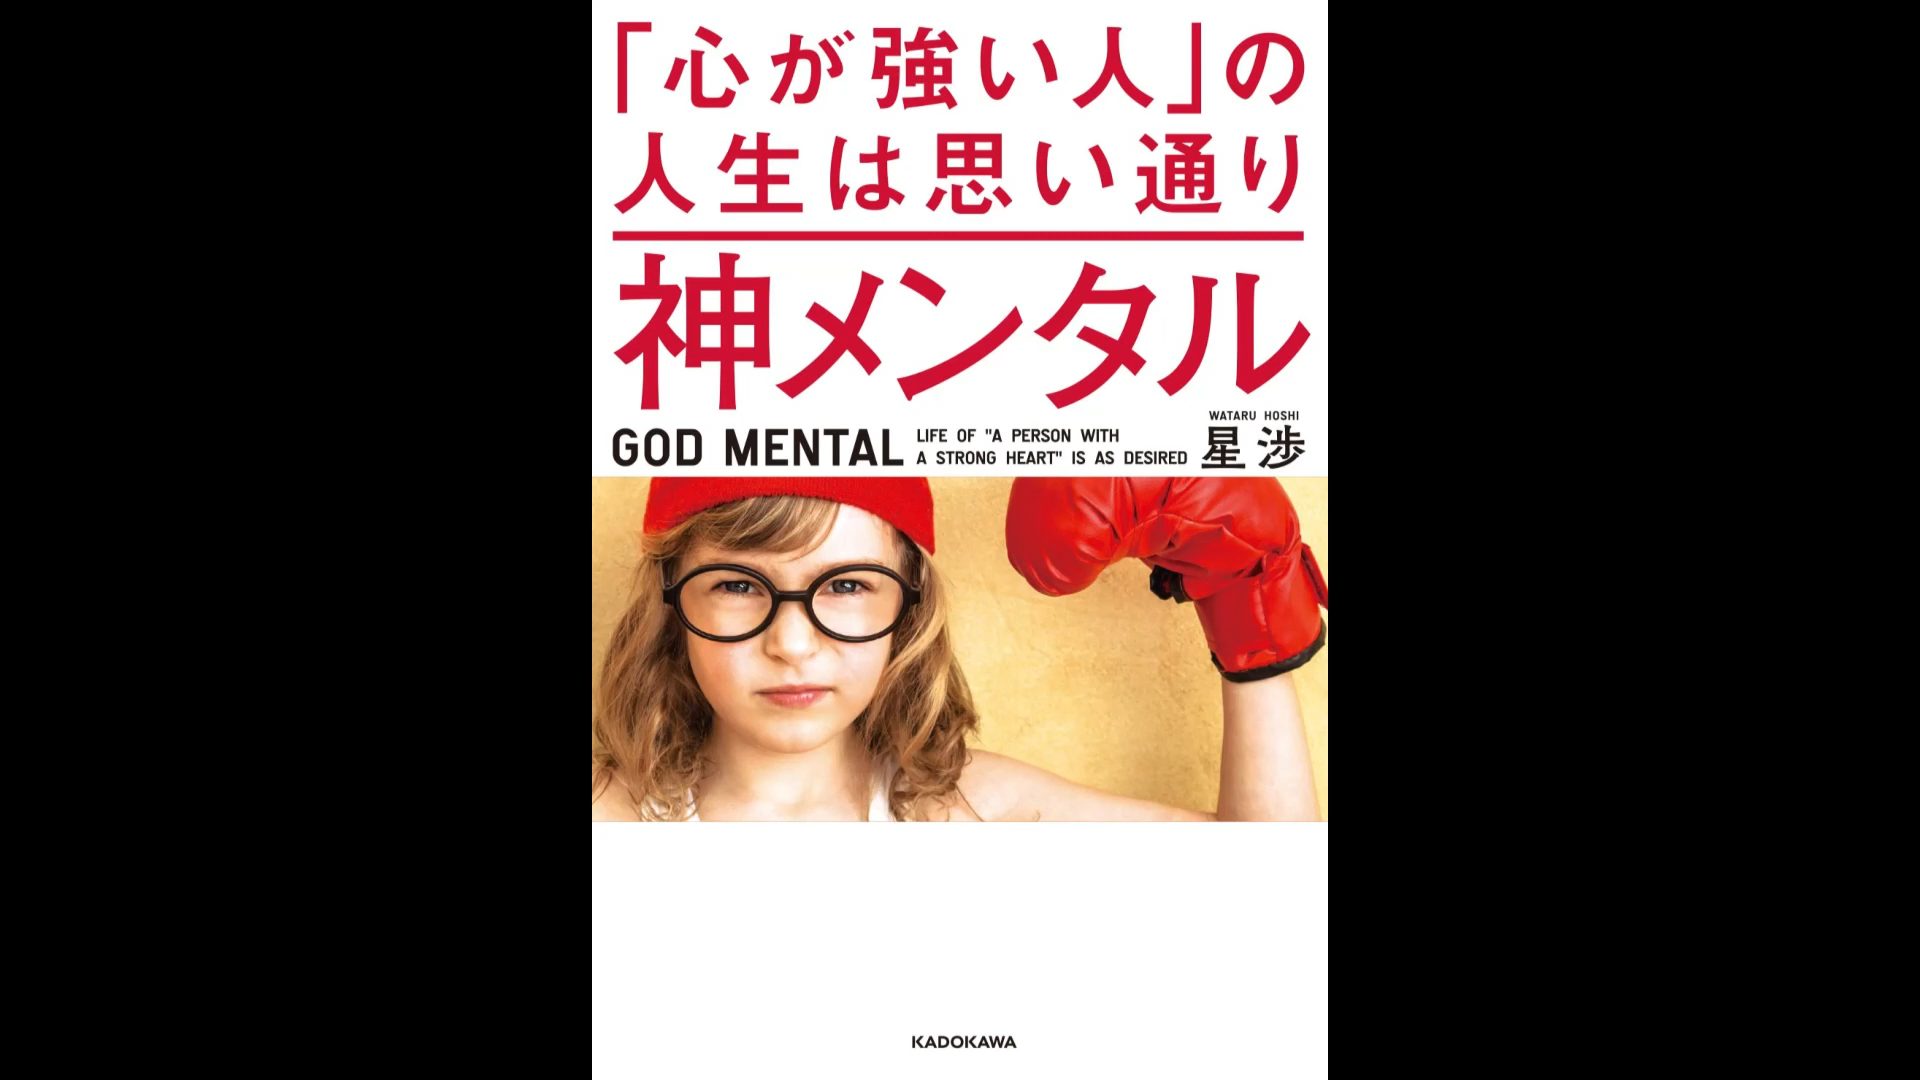 「心が強い人」の
人生は思い通り
神メンタル
GOD MENTAL
LIFE OF "A PERSON WITH
A STRONG HEART" IS AS DESIRED
WATARU HOSHI
星 渉
KADOKAWA